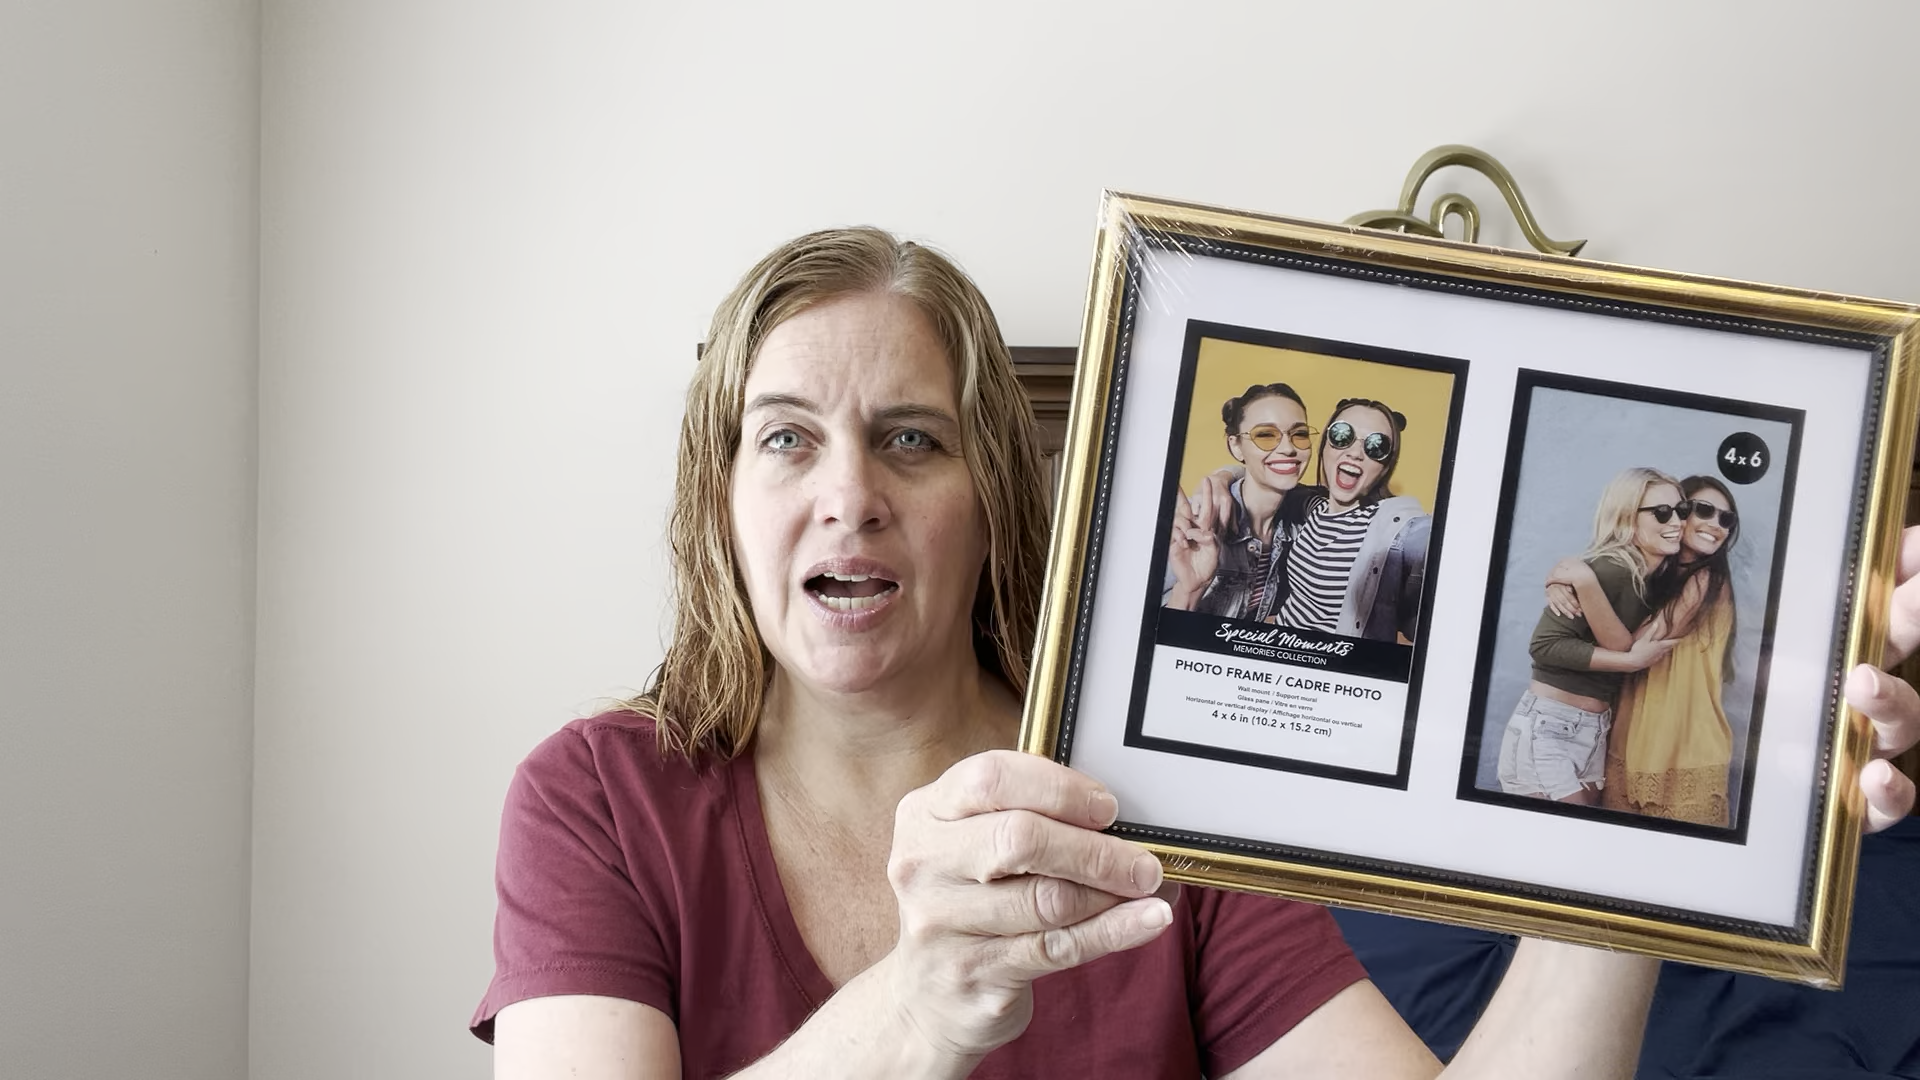 Special Moments
MEMORIES COLLECTION
PHOTO FRAME / CADRE PHOTO
Wall mount / Support mural
Glass pane / Vitre en verre
Horizontal or vertical display / Affichage horizontal ou vertical
4 x 6 in (10.2 x 15.2 cm)
4x6